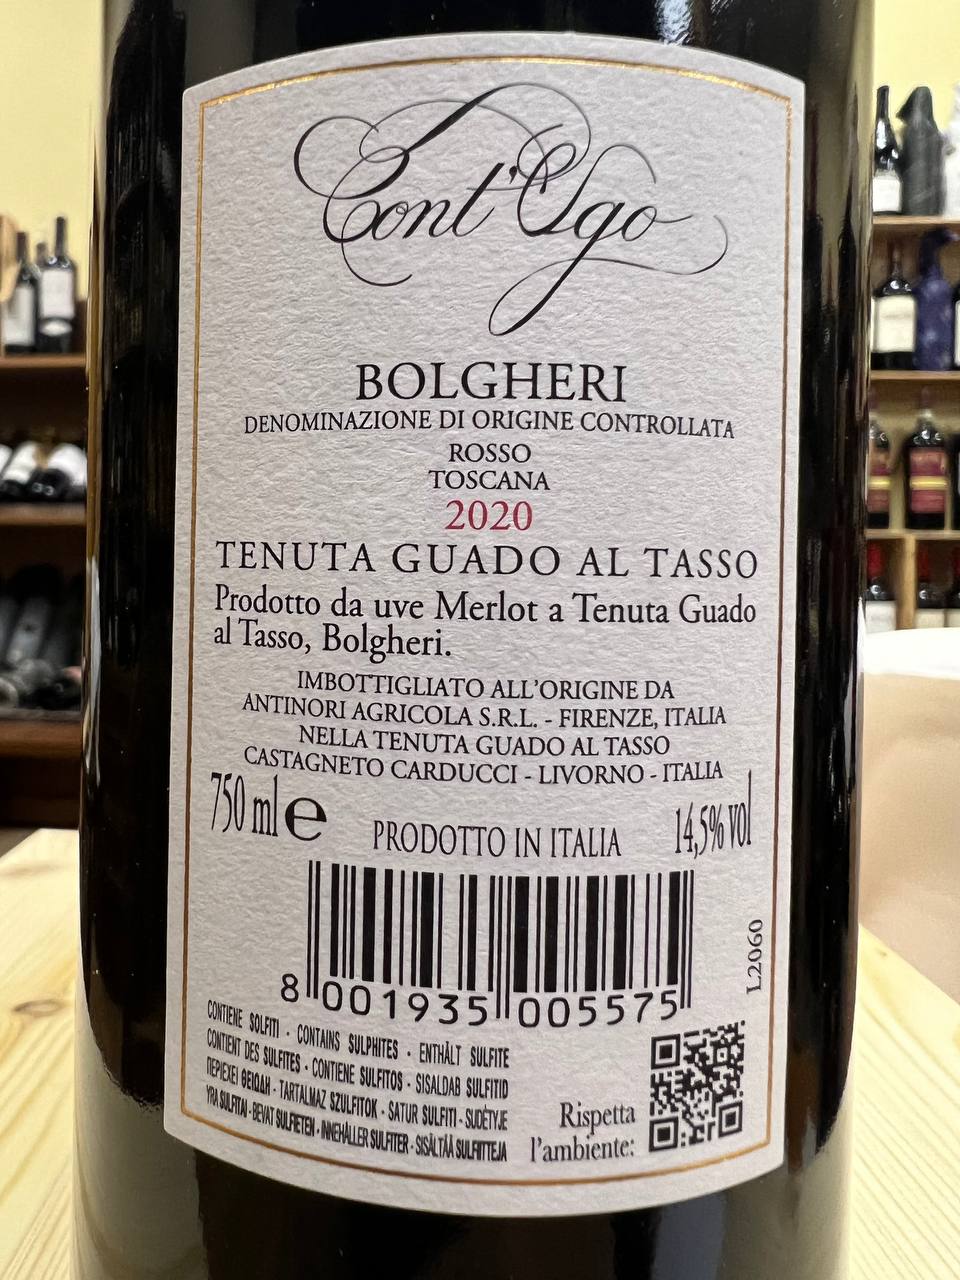 Cont'Ugo
BOLGHERI
DENOMINAZIONE DI ORIGINE CONTROLLATA
ROSSO
TOSCANA
2020
TENUTA GUADO AL TASSO
Prodotto da uve Merlot a Tenuta Guado
al Tasso, Bolgheri.
IMBOTTIGLIATO ALL'ORIGINE DA
ANTINORI AGRICOLA S.R.L. - FIRENZE, ITALIA
NELLA TENUTA GUADO AL TASSO
CASTAGNETO CARDUCCI - LIVORNO - ITALIA
750 ml e PRODOTTO IN ITALIA 14,5% vol
L2060
8 001935 005575
CONTIENE SOLFITI · CONTAINS SULPHITES · ENTHÄLT SULFITE
CONTIENT DES SULFITES · CONTIENE SULFITOS · SISALDAB SULFITID
ΠΕΡΙΕΧΕΙ ΘΕΙΩΔΗ · TARTALMAZ SZULFITOK · SATUR SULFITI · SUDĖTYJE
YRA SULFITAI · BEVAT SULFIETEN · INNEHÅLLER SULFITER · SISÄLTÄÄ SULFIITTEJA
Rispetta
l'ambiente: